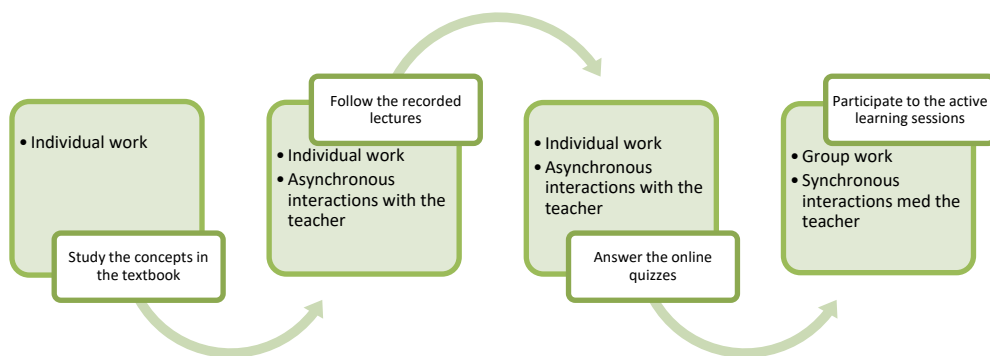 • Individual work
Study the concepts in
the textbook
Follow the recorded
lectures
• Individual work
• Asynchronous
interactions with the
teacher
• Individual work
• Asynchronous
interactions with the
teacher
Answer the online
quizzes
Participate to the active
learning sessions
• Group work
• Synchronous
interactions med the
teacher